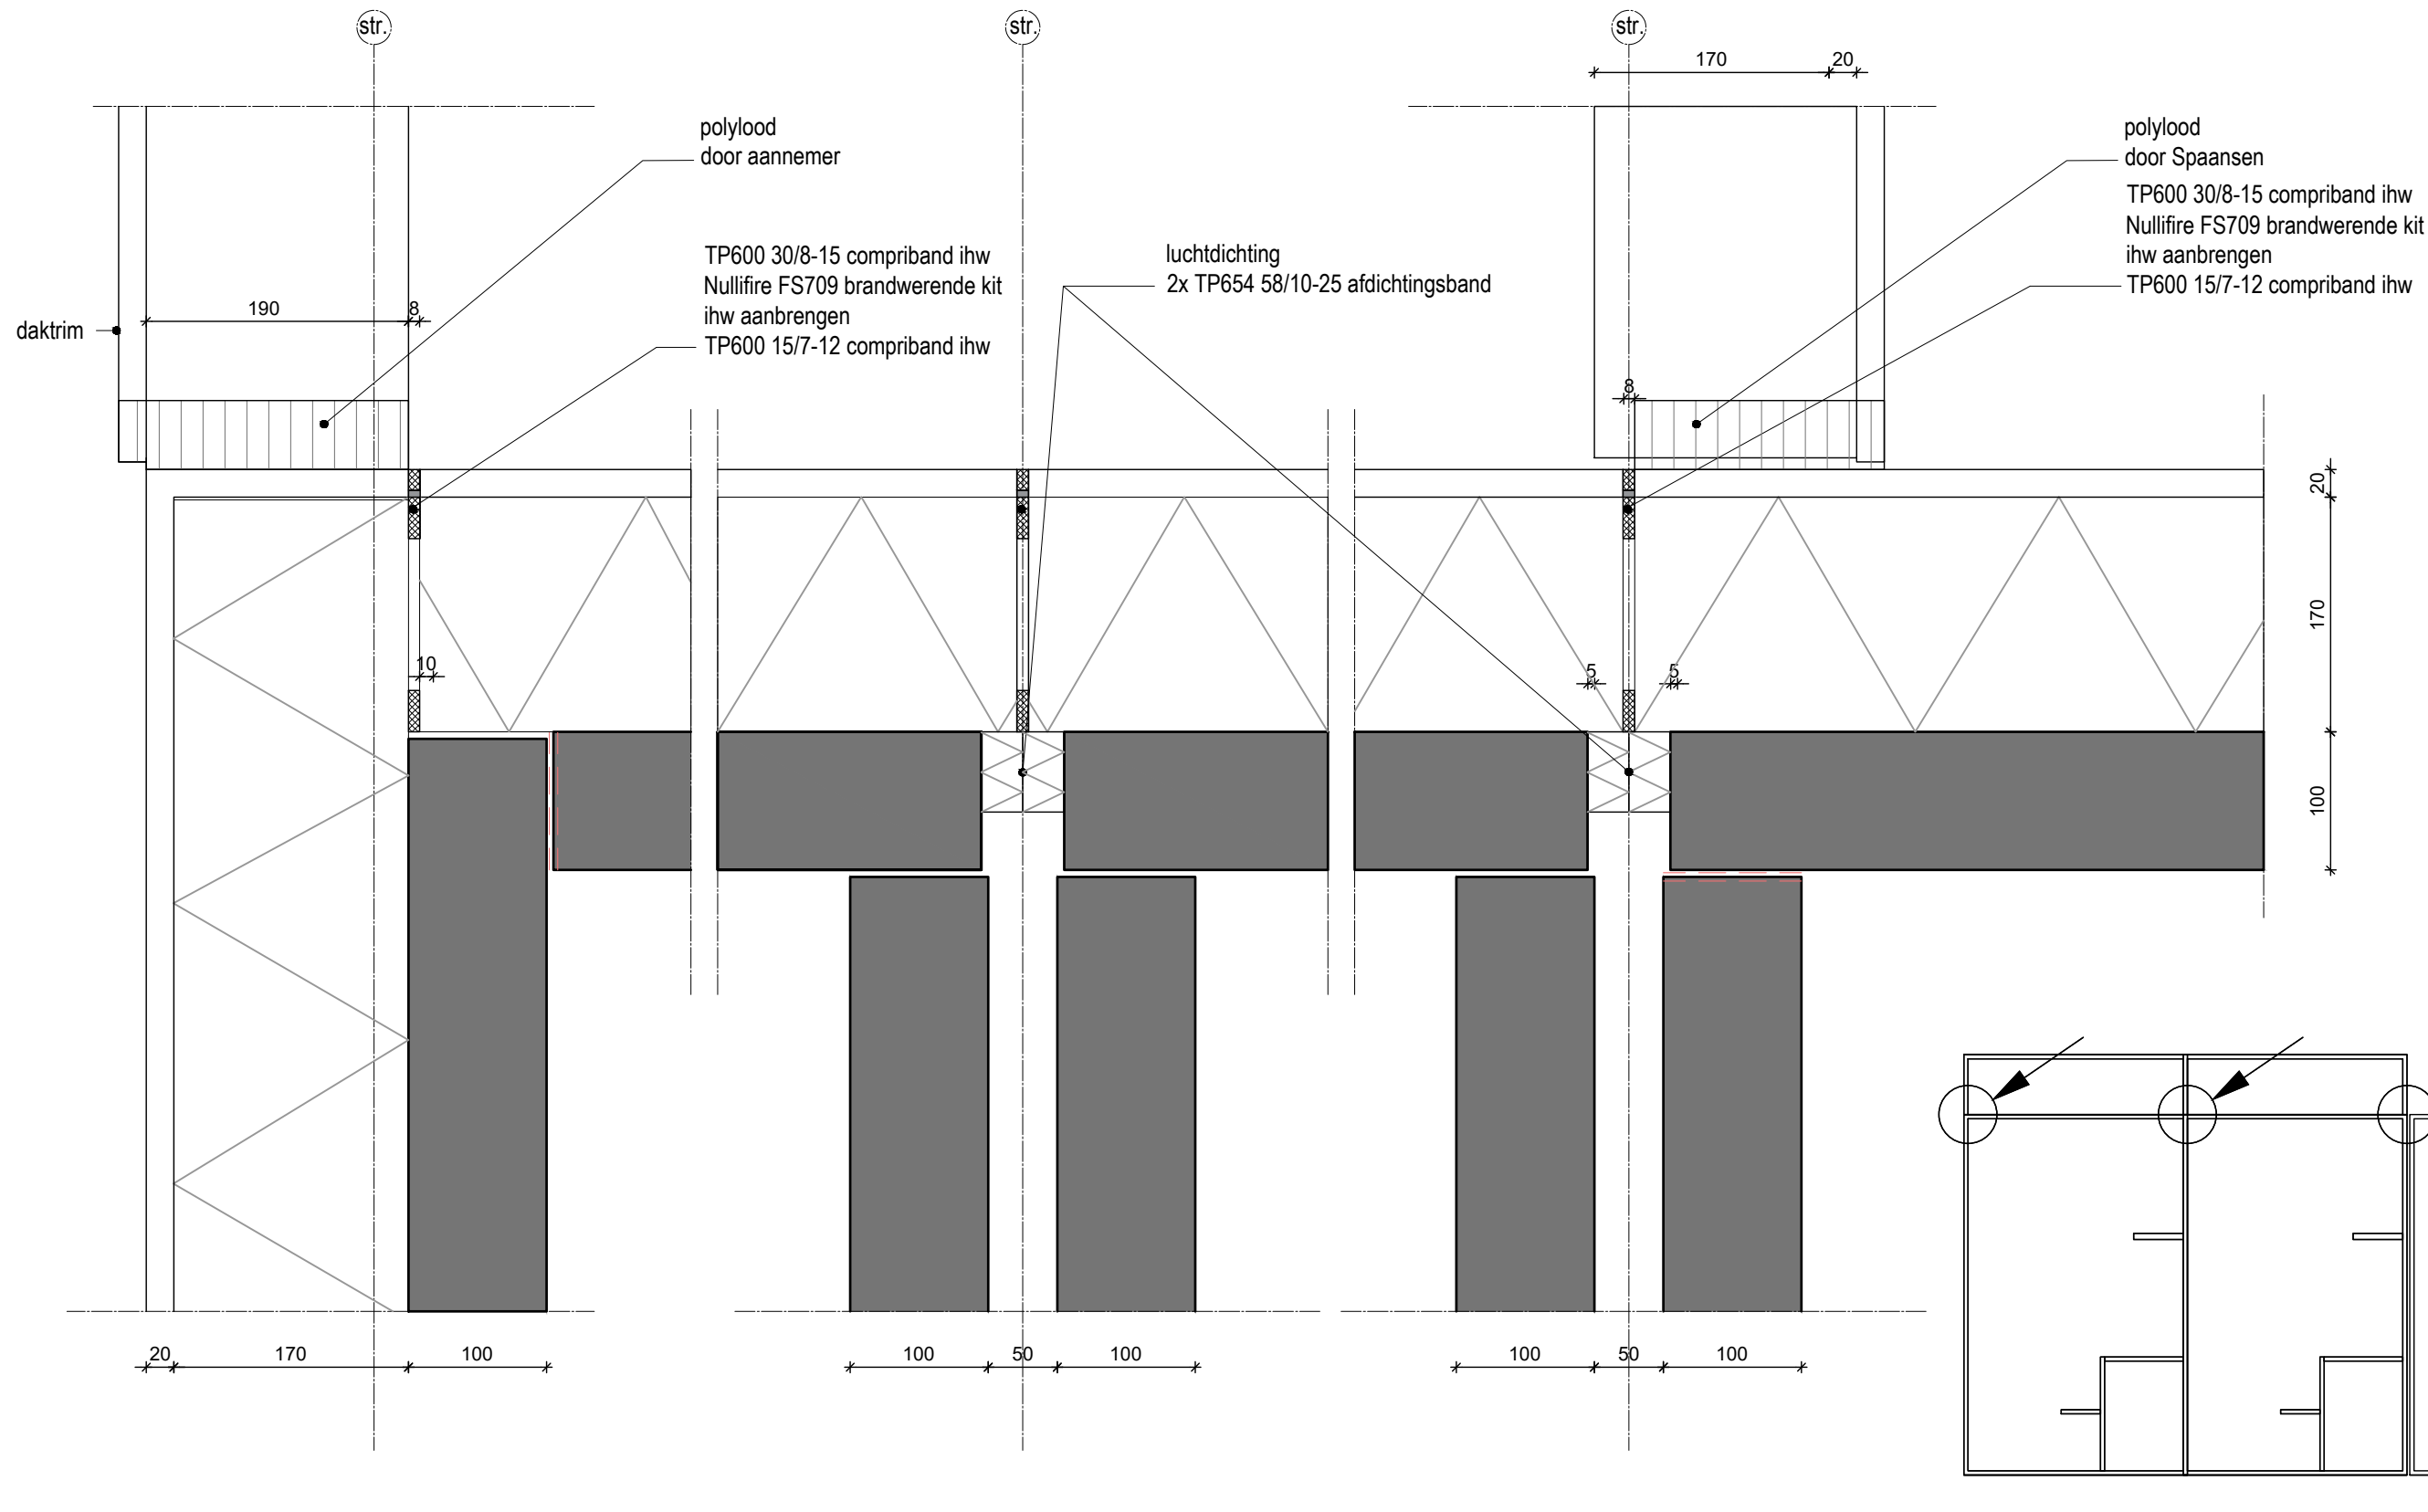 str.
str.
str.
170
20
polylood
door aannemer
polylood
door Spaansen
TP600 30/8-15 compriband ihw
Nullifire FS709 brandwerende kit
ihw aanbrengen
TP600 15/7-12 compriband ihw
TP600 30/8-15 compriband ihw
Nullifire FS709 brandwerende kit
ihw aanbrengen
TP600 15/7-12 compriband ihw
luchtdichting
2x TP654 58/10-25 afdichtingsband
190
8
daktrim
8
20
170
100
10
5
5
20
170
100
100
50
100
100
50
100